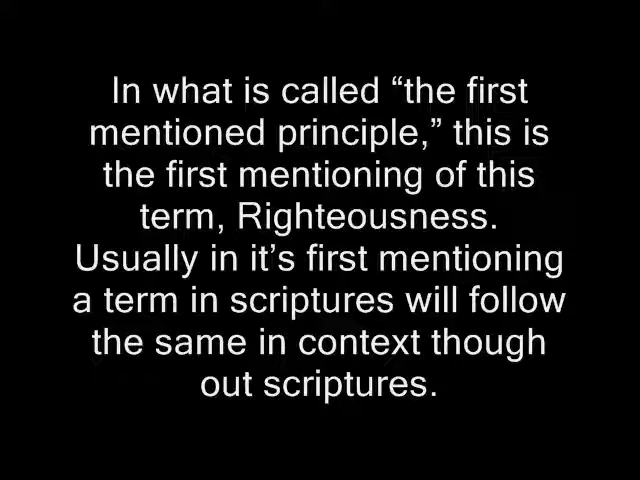 In what is called “the first
mentioned principle,” this is
the first mentioning of this
term, Righteousness.
Usually in it’s first mentioning
a term in scriptures will follow
the same in context though
out scriptures.